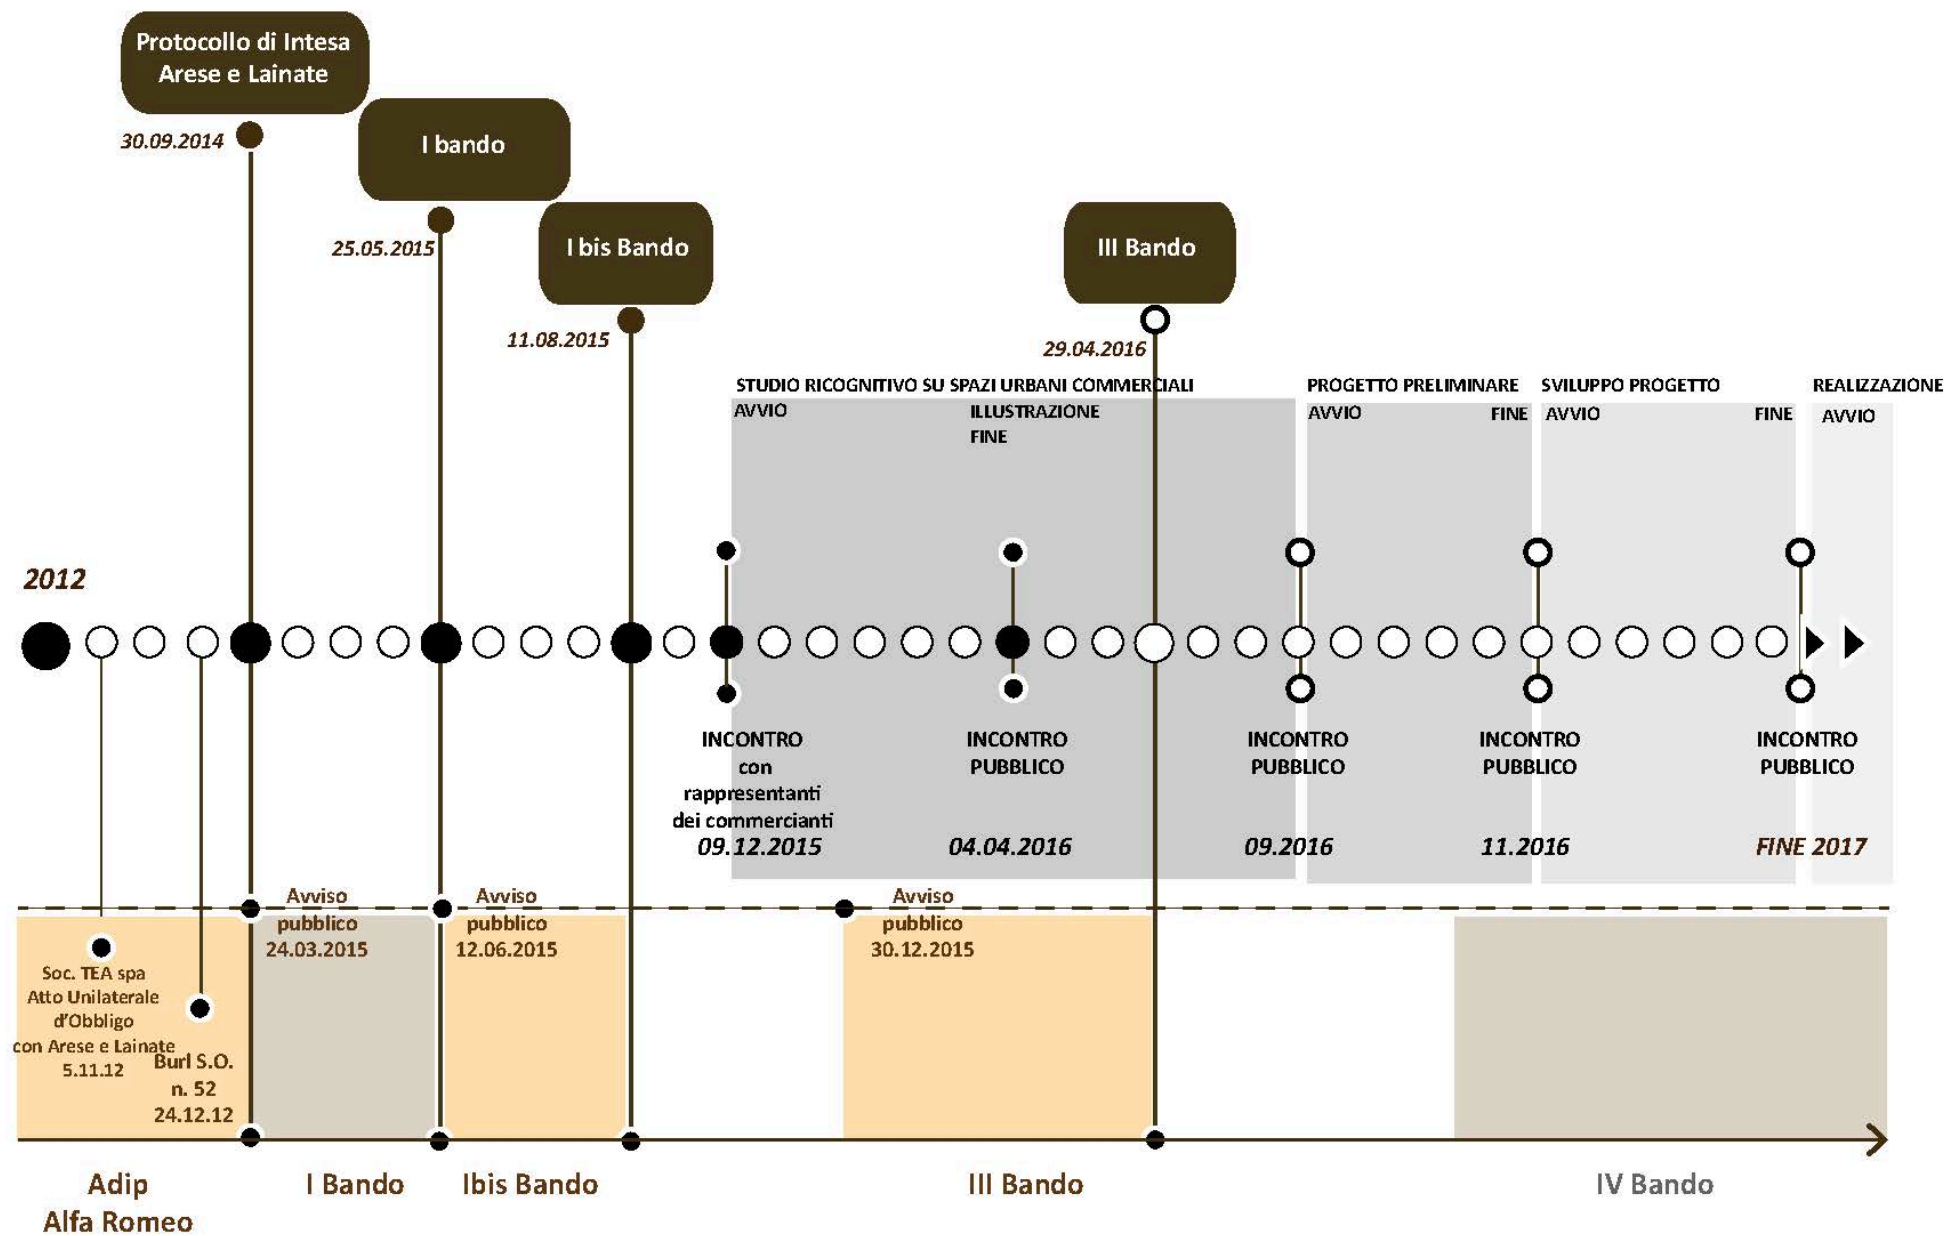 Protocollo di Intesa
Arese e Lainate
30.09.2014
I bando
25.05.2015
I bis Bando
11.08.2015
III Bando
29.04.2016
STUDIO RICOGNITIVO SU SPAZI URBANI COMMERCIALI
AVVIO
ILLUSTRAZIONE
FINE
PROGETTO PRELIMINARE
AVVIO
FINE
SVILUPPO PROGETTO
AVVIO
FINE
REALIZZAZIONE
AVVIO
2012
INCONTRO
con
rappresentanti
dei commercianti
09.12.2015
INCONTRO
PUBBLICO
04.04.2016
INCONTRO
PUBBLICO
09.2016
INCONTRO
PUBBLICO
11.2016
INCONTRO
PUBBLICO
FINE 2017
Soc. TEA spa
Atto Unilaterale
d'Obbligo
con Arese e Lainate
5.11.12
Burl S.O.
n. 52
24.12.12
Avviso
pubblico
24.03.2015
Avviso
pubblico
12.06.2015
Avviso
pubblico
30.12.2015
Adip
Alfa Romeo
I Bando
Ibis Bando
III Bando
IV Bando